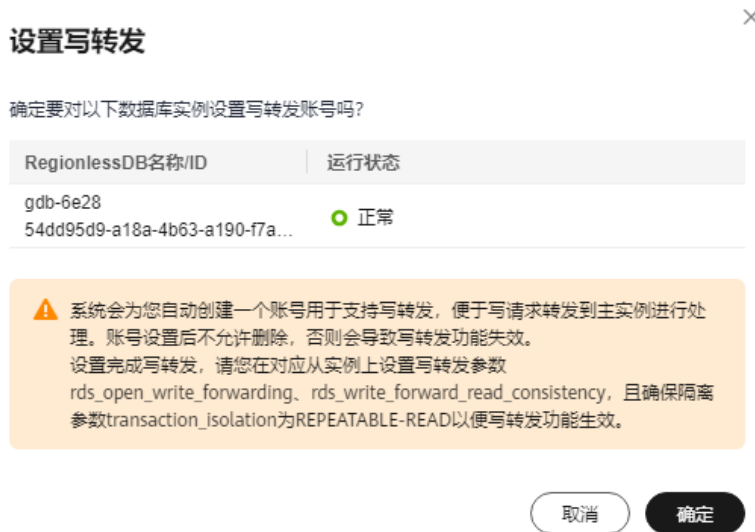 设置写转发
确定要对以下数据库实例设置写转发账号吗?
RegionlessDB名称/ID 运行状态
gdb-6e28
54dd95d9-a18a-4b63-a190-f7a... 正常
系统会为您自动创建一个账号用于支持写转发，便于写请求转发到主实例进行处
理。账号设置后不允许删除，否则会导致写转发功能失效。
设置完成写转发，请您在对应从实例上设置写转发参数
rds_open_write_forwarding、rds_write_forward_read_consistency，且确保隔离
参数transaction_isolation为REPEATABLE-READ以便写转发功能生效。
取消 确定